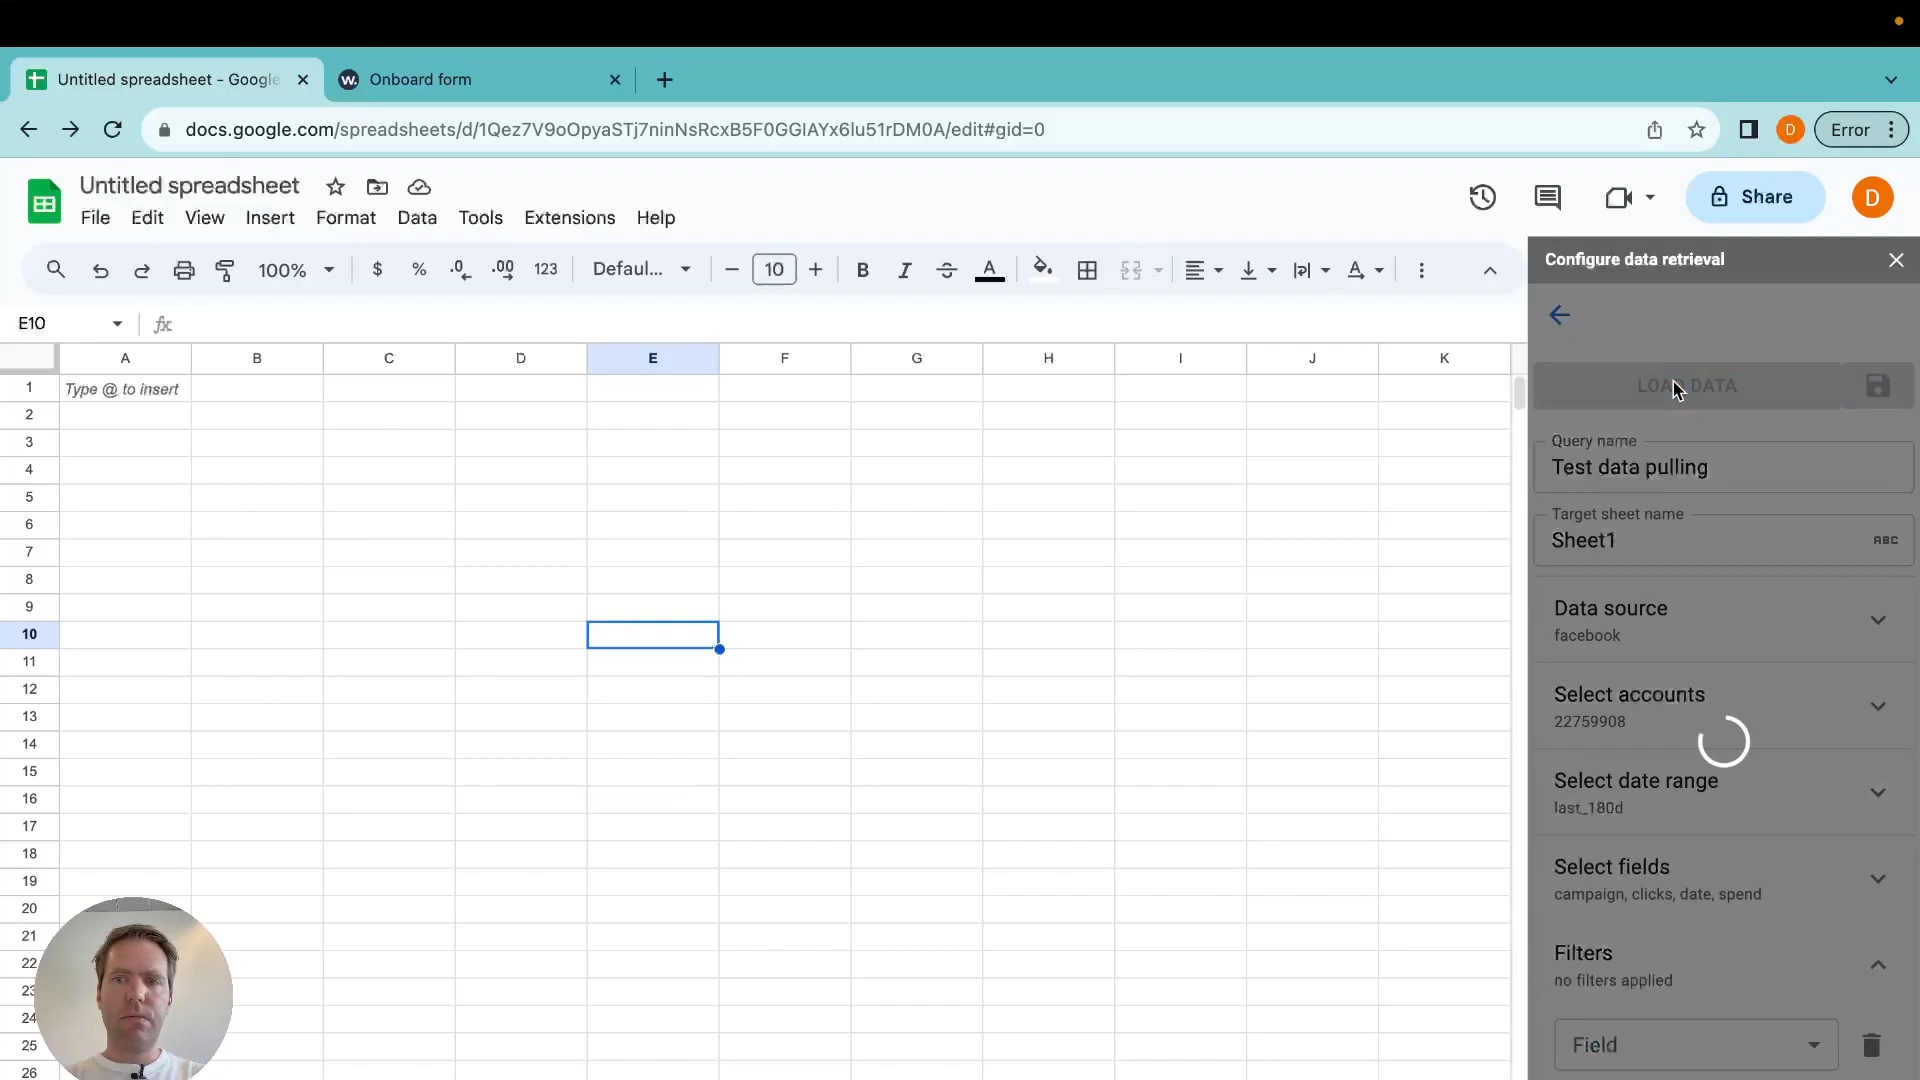 Untitled spreadsheet - Google
w.
Onboard form
docs.google.com/spreadsheets/d/1Qez7V9oOpyaSTj7ninNsRcxB5F0GGlAYx6lu51rDM0A/edit#gid=0
D
Error
Untitled spreadsheet
File Edit View Insert Format Data Tools Extensions Help
Share
D
100%
$ % .0 .00 123
Defaul...
10
B I S A
A
Configure data retrieval
E10
fx
A B C D E F G H I J K
1
Type @ to insert
2
3
4
5
6
7
8
9
10
11
12
13
14
15
16
17
18
19
20
21
22
23
24
25
26
LOAD DATA
Query name
Test data pulling
Target sheet name
Sheet1
ABC
Data source
facebook
Select accounts
22759908
Select date range
last_180d
Select fields
campaign, clicks, date, spend
Filters
no filters applied
Field